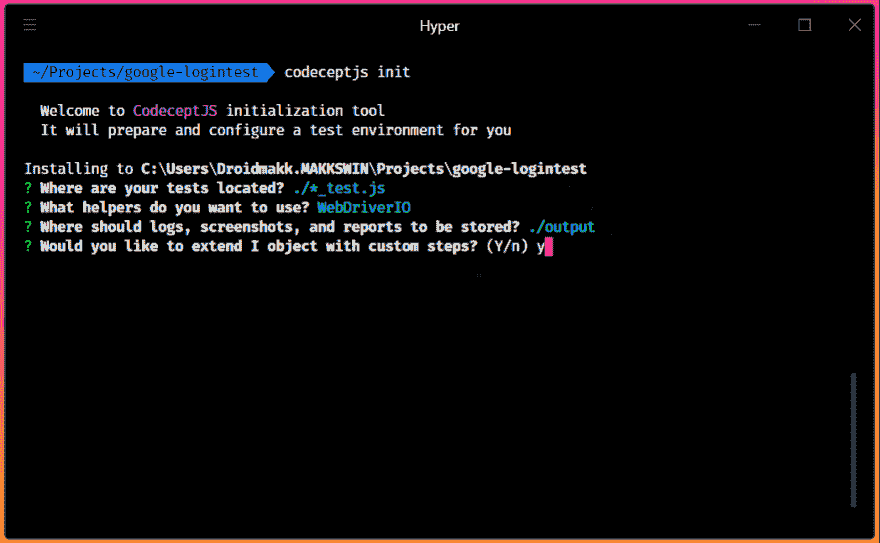 Hyper
~/Projects/google-logintest codeceptjs init
Welcome to CodeceptJS initialization tool
It will prepare and configure a test environment for you
Installing to C:\Users\Droidmakk.MAKKSWIN\Projects\google-logintest
? Where are your tests located? ./*_test.js
? What helpers do you want to use? WebDriverIO
? Where should logs, screenshots, and reports to be stored? ./output
? Would you like to extend I object with custom steps? (Y/n) y